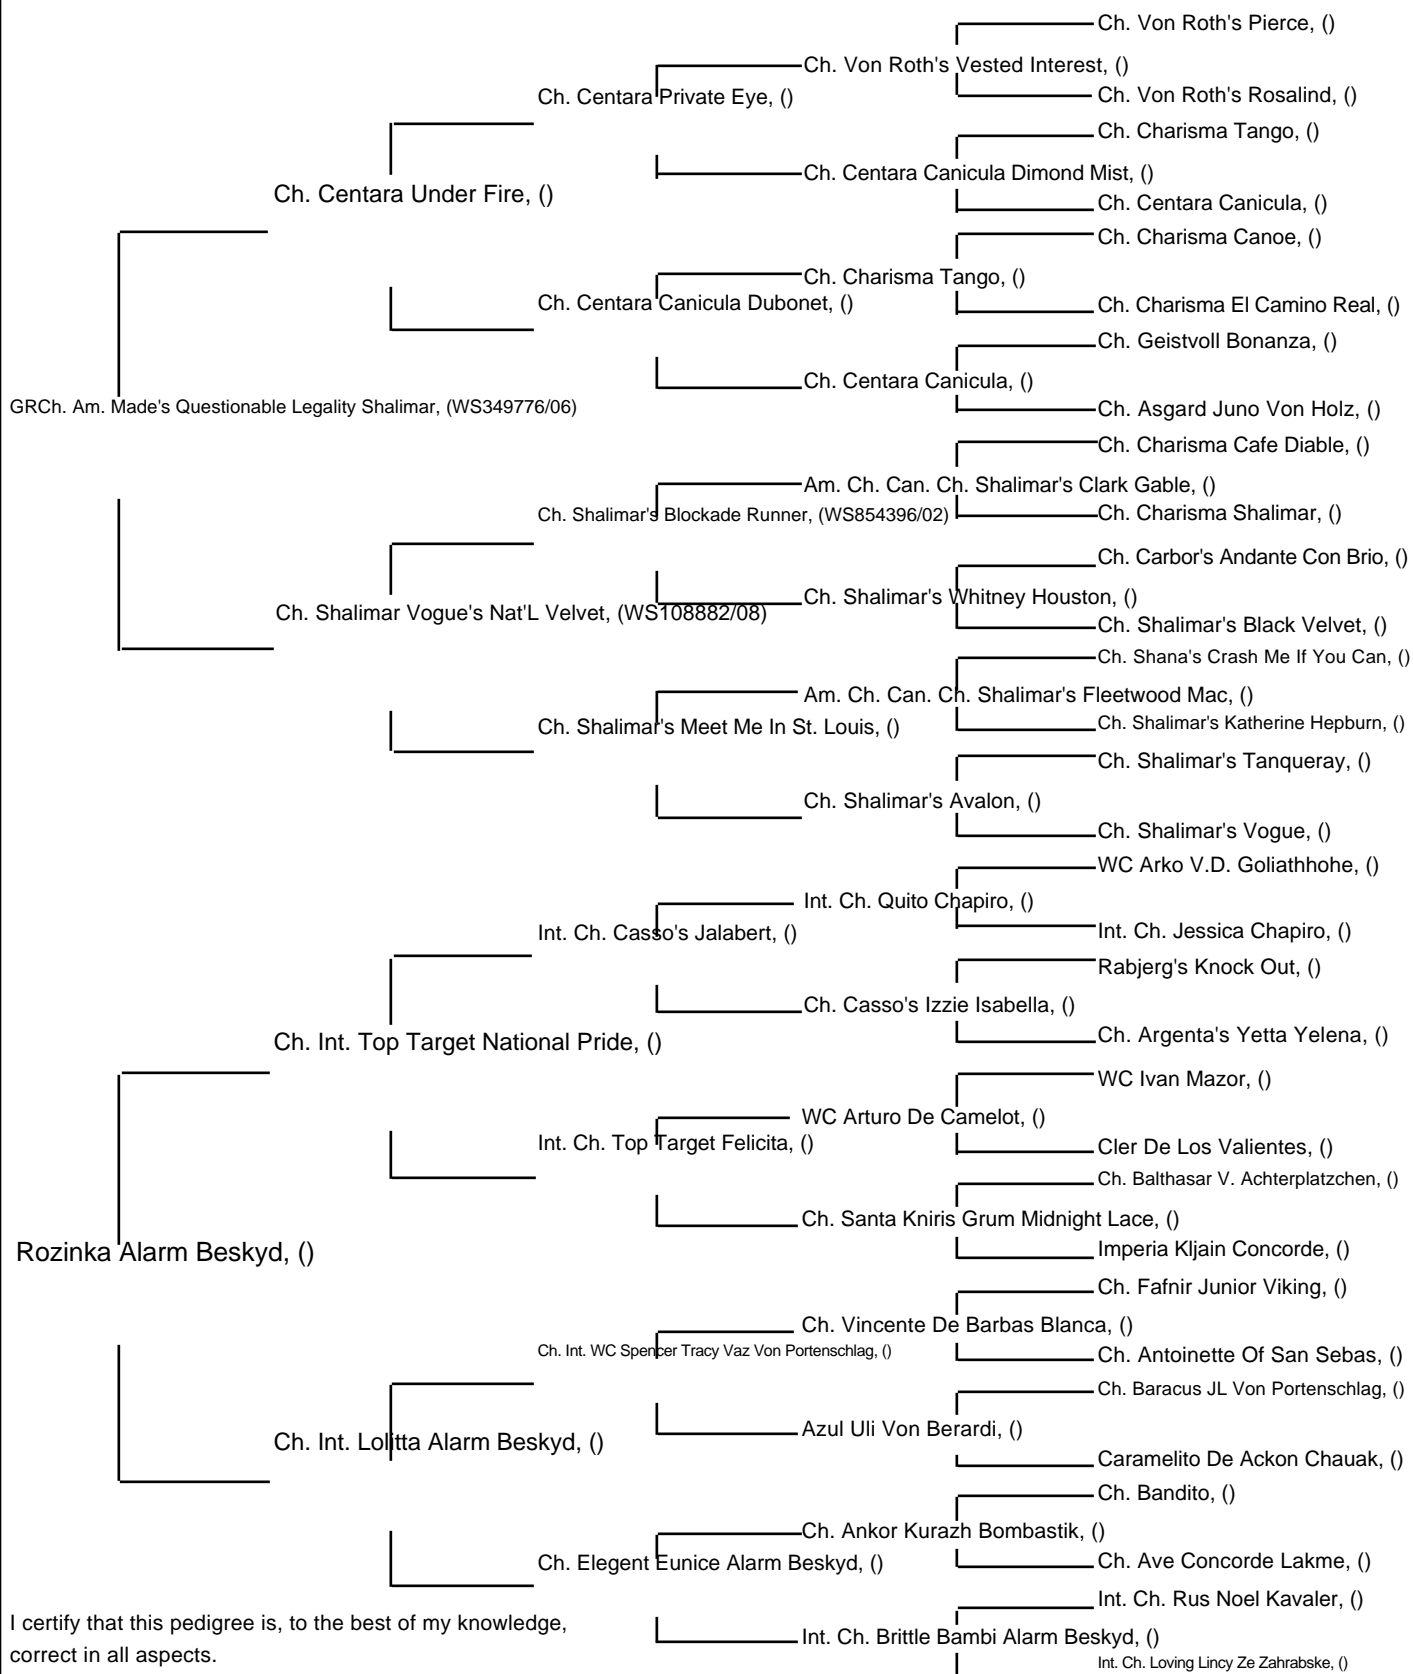 Ch. Von Roth's Pierce, ()
Ch. Von Roth's Vested Interest, ()
Ch. Centara Private Eye, ()
Ch. Von Roth's Rosalind, ()
Ch. Charisma Tango, ()
Ch. Centara Canicula Dimond Mist, ()
Ch. Centara Under Fire, ()
Ch. Centara Canicula, ()
Ch. Charisma Canoe, ()
Ch. Charisma Tango, ()
Ch. Centara Canicula Dubonet, ()
Ch. Charisma El Camino Real, ()
Ch. Geistvoll Bonanza, ()
Ch. Centara Canicula, ()
GRCh. Am. Made's Questionable Legality Shalimar, (WS349776/06)
Ch. Asgard Juno Von Holz, ()
Ch. Charisma Cafe Diable, ()
Am. Ch. Can. Ch. Shalimar's Clark Gable, ()
Ch. Shalimar's Blockade Runner, (WS854396/02)
Ch. Charisma Shalimar, ()
Ch. Carbor's Andante Con Brio, ()
Ch. Shalimar's Whitney Houston, ()
Ch. Shalimar Vogue's Nat'L Velvet, (WS108882/08)
Ch. Shalimar's Black Velvet, ()
Ch. Shana's Crash Me If You Can, ()
Am. Ch. Can. Ch. Shalimar's Fleetwood Mac, ()
Ch. Shalimar's Meet Me In St. Louis, ()
Ch. Shalimar's Katherine Hepburn, ()
Ch. Shalimar's Tanqueray, ()
Ch. Shalimar's Avalon, ()
Ch. Shalimar's Vogue, ()
WC Arko V.D. Goliathhohe, ()
Int. Ch. Quito Chapiro, ()
Int. Ch. Casso's Jalabert, ()
Int. Ch. Jessica Chapiro, ()
Rabjerg's Knock Out, ()
Ch. Casso's Izzie Isabella, ()
Ch. Int. Top Target National Pride, ()
Ch. Argenta's Yetta Yelena, ()
WC Ivan Mazor, ()
WC Arturo De Camelot, ()
Int. Ch. Top Target Felicita, ()
Cler De Los Valientes, ()
Ch. Balthasar V. Achterplatzchen, ()
Ch. Santa Kniris Grum Midnight Lace, ()
Rozinka Alarm Beskyd, ()
Imperia Kljain Concorde, ()
Ch. Fafnir Junior Viking, ()
Ch. Vincente De Barbas Blanca, ()
Ch. Int. WC Spencer Tracy Vaz Von Portenschlag, ()
Ch. Antoinette Of San Sebas, ()
Ch. Baracus JL Von Portenschlag, ()
Azul Uli Von Berardi, ()
Ch. Int. Lolitta Alarm Beskyd, ()
Caramelito De Ackon Chauak, ()
Ch. Bandito, ()
Ch. Ankor Kurazh Bombastik, ()
Ch. Elegent Eunice Alarm Beskyd, ()
Ch. Ave Concorde Lakme, ()
Int. Ch. Rus Noel Kavaler, ()
Int. Ch. Brittle Bambi Alarm Beskyd, ()
Int. Ch. Loving Lincy Ze Zahrabske, ()
I certify that this pedigree is, to the best of my knowledge,
correct in all aspects.